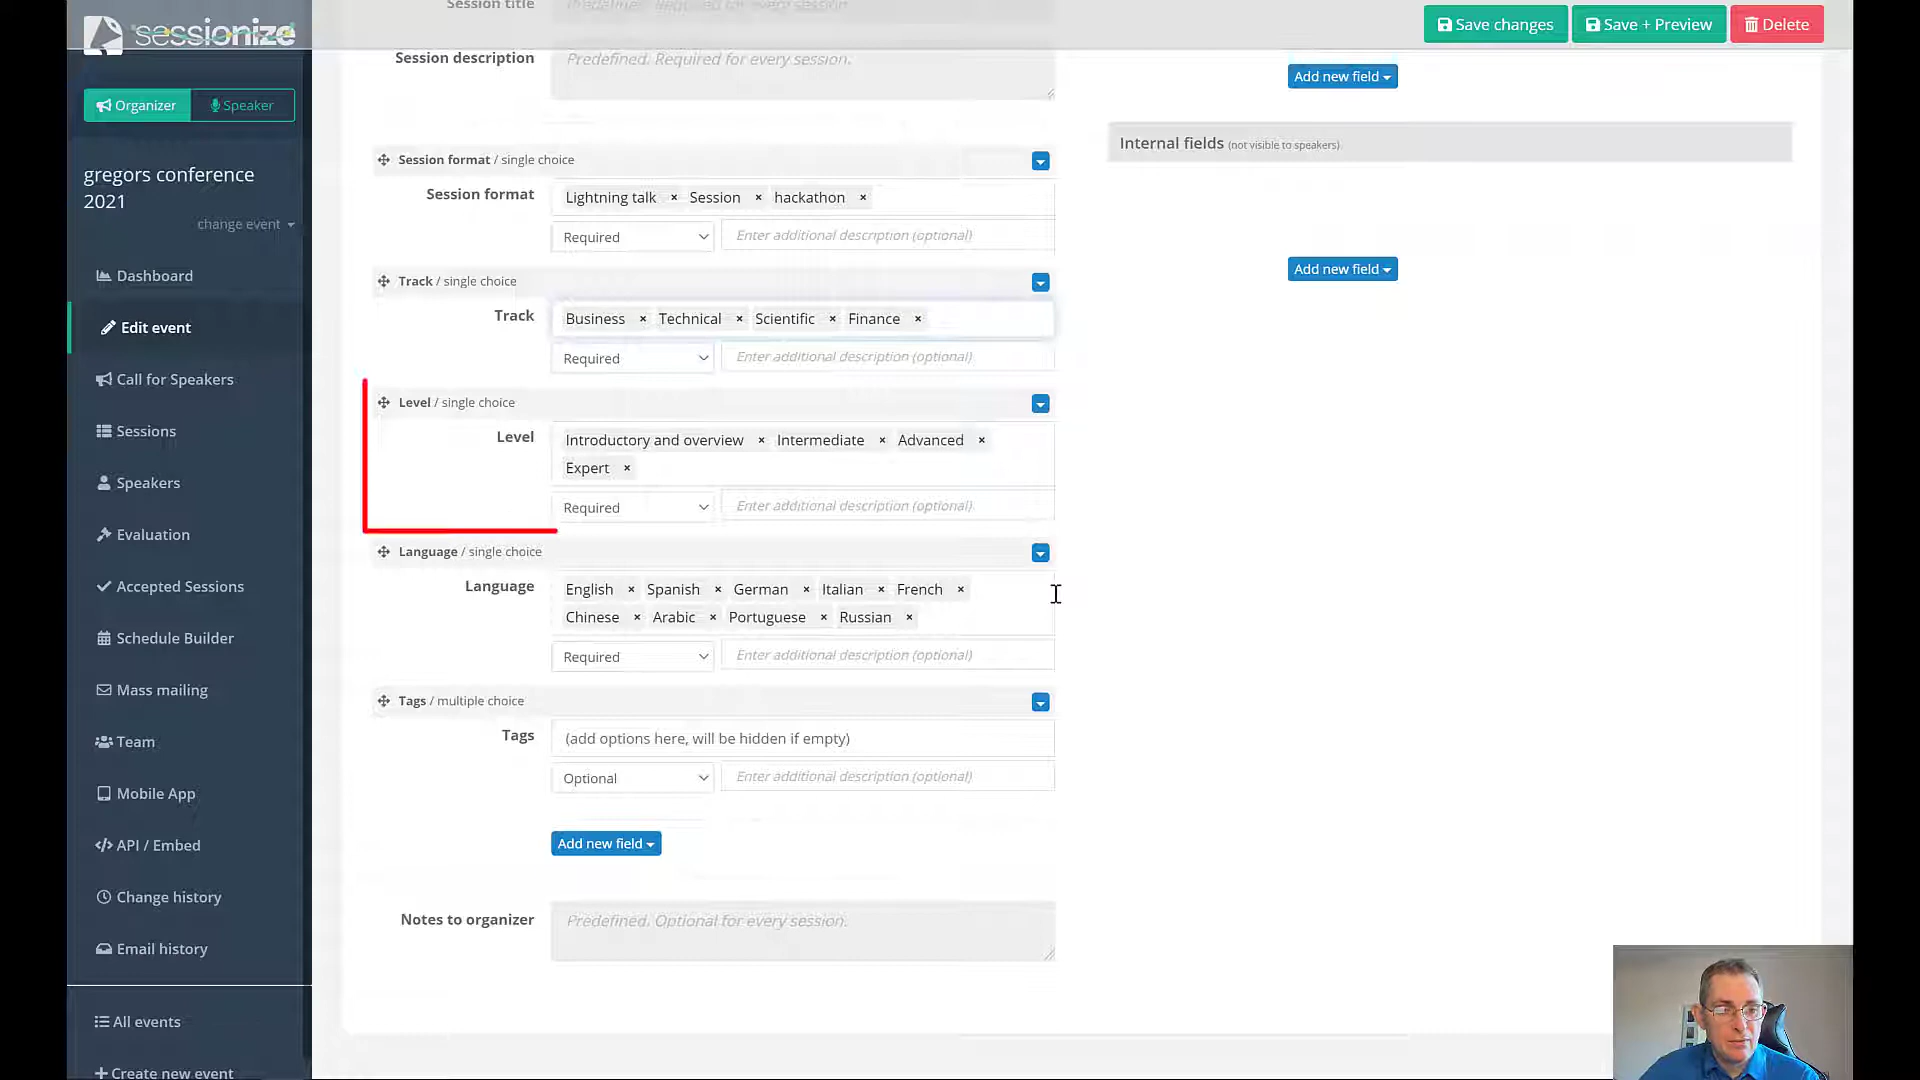 sessionize
Organizer
Speaker
gregors conference
2021
change event
Dashboard
Edit event
Call for Speakers
Sessions
Speakers
Evaluation
Accepted Sessions
Schedule Builder
Mass mailing
Team
Mobile App
API / Embed
Change history
Email history
All events
Create new event
Save changes
Save + Preview
Delete
Session title
Predefined. Required for every session.
Session description
Predefined. Required for every session.
Session format / single choice
Session format
Lightning talk × Session × hackathon ×
Required
Enter additional description (optional)
Track / single choice
Track
Business × Technical × Scientific × Finance ×
Required
Enter additional description (optional)
Level / single choice
Level
Introductory and overview × Intermediate × Advanced ×
Expert ×
Required
Enter additional description (optional)
Language / single choice
Language
English × Spanish × German × Italian × French ×
Chinese × Arabic × Portuguese × Russian ×
Required
Enter additional description (optional)
Tags / multiple choice
Tags
(add options here, will be hidden if empty)
Optional
Enter additional description (optional)
Add new field
Notes to organizer
Predefined. Optional for every session.
Add new field
Internal fields (not visible to speakers)
Add new field